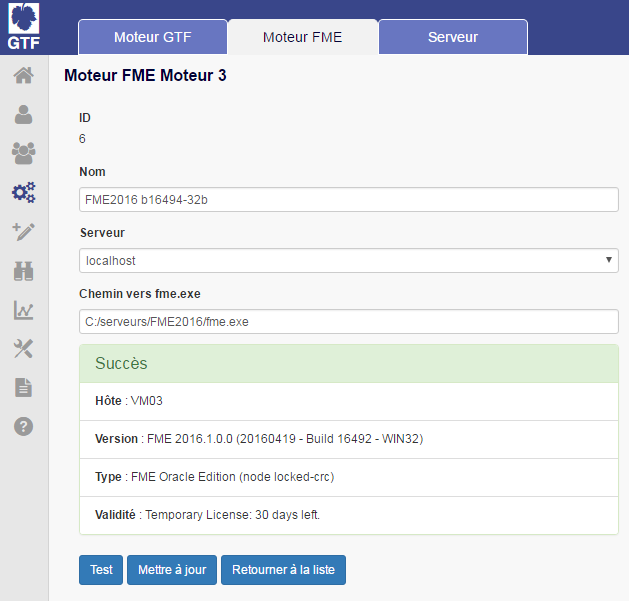 GTF
Moteur GTF
Moteur FME
Serveur
Moteur FME Moteur 3
ID
6
Nom
FME2016 b16494-32b
Serveur
localhost
Chemin vers fme.exe
C:/serveurs/FME2016/fme.exe
Succès
Hôte : VM03
Version : FME 2016.1.0.0 (20160419 - Build 16492 - WIN32)
Type : FME Oracle Edition (node locked-crc)
Validité : Temporary License: 30 days left.
Test
Mettre à jour
Retourner à la liste